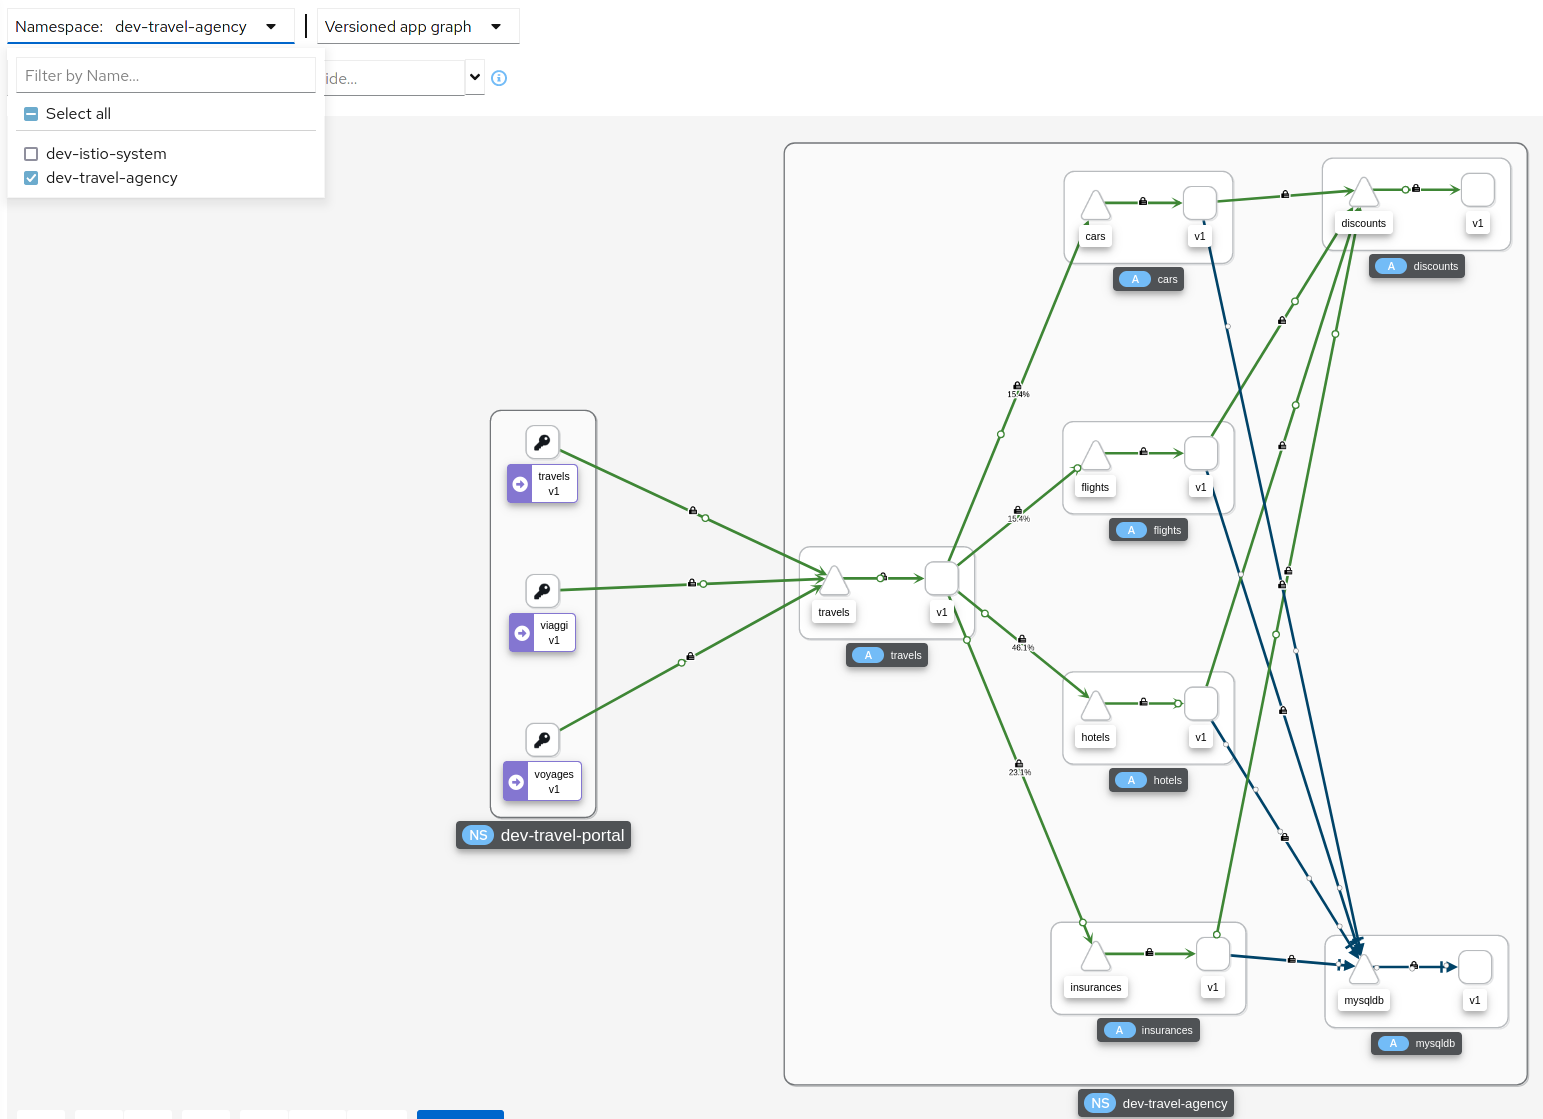 Namespace: dev-travel-agency
Versioned app graph
Filter by Name...
ide...
Select all
dev-istio-system
dev-travel-agency
cars
v1
A cars
discounts
v1
A discounts
15.4%
travels
v1
flights
v1
A flights
15.4%
viaggi
v1
travels
v1
A travels
46.1%
voyages
v1
NS dev-travel-portal
hotels
v1
A hotels
23.1%
insurances
v1
A insurances
mysqldb
v1
A mysqldb
NS dev-travel-agency